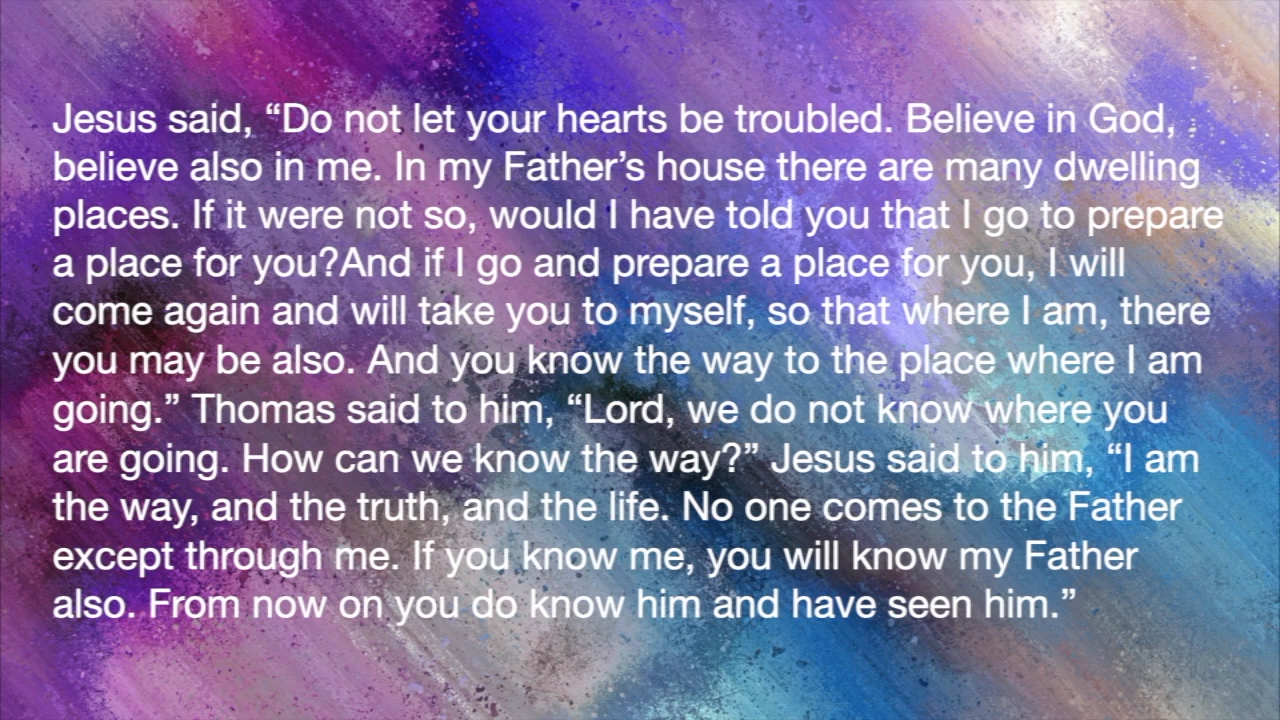 Jesus said, “Do not let your hearts be troubled. Believe in God,
believe also in me. In my Father’s house there are many dwelling
places. If it were not so, would I have told you that I go to prepare
a place for you?And if I go and prepare a place for you, I will
come again and will take you to myself, so that where I am, there
you may be also. And you know the way to the place where I am
going.” Thomas said to him, “Lord, we do not know where you
are going. How can we know the way?” Jesus said to him, “I am
the way, and the truth, and the life. No one comes to the Father
except through me. If you know me, you will know my Father
also. From now on you do know him and have seen him.”